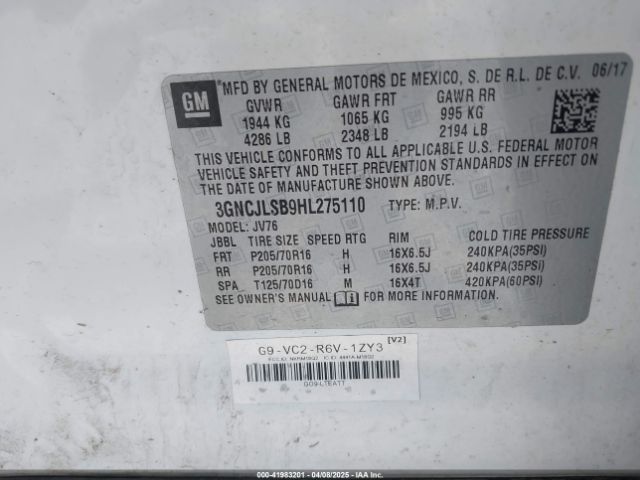 MFD BY GENERAL MOTORS DE MEXICO, S. DE R.L. DE C.V. 06/17
GM
GVWR GAWR FRT GAWR RR
1944 KG 1065 KG 995 KG
4286 LB 2348 LB 2194 LB
THIS VEHICLE CONFORMS TO ALL APPLICABLE U.S. FEDERAL MOTOR
VEHICLE SAFETY AND THEFT PREVENTION STANDARDS IN EFFECT ON
THE DATE OF MANUFACTURE SHOWN ABOVE.
3GNCJLSB9HL275110 TYPE: M.P.V.
MODEL: JV76
JBBL TIRE SIZE SPEED RTG RIM COLD TIRE PRESSURE
FRT P205/70R16 H 16X6.5J 240KPA(35PSI)
RR P205/70R16 H 16X6.5J 240KPA(35PSI)
SPA T125/70D16 M 16X4T 420KPA(60PSI)
SEE OWNER'S MANUAL FOR MORE INFORMATION.
G9-VC2-R6V-1ZY3 [V2]
000-41983201 - 04/08/2025 - IAAI.COM